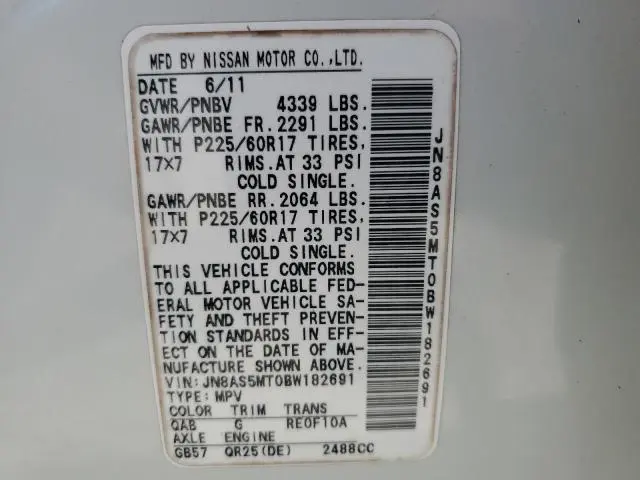 MFD BY NISSAN MOTOR CO.,LTD.
DATE 6/11
GVWR/PNBV 4339 LBS.
GAWR/PNBE FR.2291 LBS.
WITH P225/60R17 TIRES,
17X7 RIMS.AT 33 PSI
COLD SINGLE.
GAWR/PNBE RR.2064 LBS.
WITH P225/60R17 TIRES,
17X7 RIMS.AT 33 PSI
COLD SINGLE.
THIS VEHICLE CONFORMS
TO ALL APPLICABLE FED-
ERAL MOTOR VEHICLE SA-
FETY AND THEFT PREVEN-
TION STANDARDS IN EFF-
ECT ON THE DATE OF MA-
NUFACTURE SHOWN ABOVE.
VIN:JN8AS5MT0BW182691
TYPE:MPV
COLOR TRIM TRANS
QAB G RE0F10A
AXLE ENGINE
GB57 QR25(DE) 2488CC
JN8AS5MT0BW182691